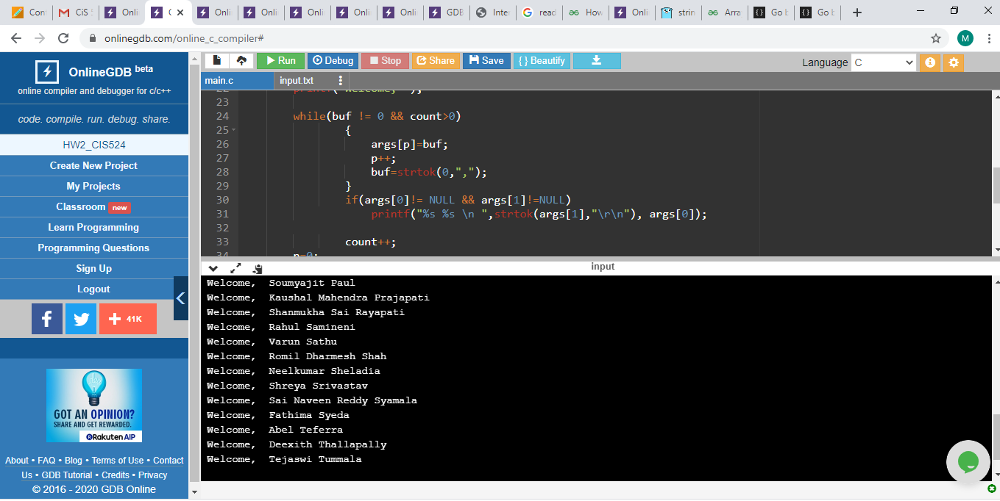 Con
CiS
Onli
(
Onli
Onli
Onli
Onli
Onli
GDE
Inter
read
How
Onli
strin
Arra
Go b
Go b
onlinegdb.com/online_c_compiler#
M
OnlineGDB beta
online compiler and debugger for c/c++
code. compile. run. debug. share.
HW2_CIS524
Create New Project
My Projects
Classroom new
Learn Programming
Programming Questions
Sign Up
Logout
41K
GOT AN OPINION?
SHARE AND GET REWARDED.
Rakuten AIP
About • FAQ • Blog • Terms of Use • Contact
Us • GDB Tutorial • Credits • Privacy
© 2016 - 2020 GDB Online
Run Debug Stop Share Save {} Beautify
Language C
main.c input.txt
22 printf("Welcome, ");
23
24 while(buf != 0 && count>0)
25 {
26 args[p]=buf;
27 p++;
28 buf=strtok(0,",");
29 }
30 if(args[0]!= NULL && args[1]!=NULL)
31 printf("%s %s \n ",strtok(args[1],"\r\n"), args[0]);
32
33 count++;
34 p=0;
input
Welcome, Soumyajit Paul
Welcome, Kaushal Mahendra Prajapati
Welcome, Shanmukha Sai Rayapati
Welcome, Rahul Samineni
Welcome, Varun Sathu
Welcome, Romil Dharmesh Shah
Welcome, Neelkumar Sheladia
Welcome, Shreya Srivastav
Welcome, Sai Naveen Reddy Syamala
Welcome, Fathima Syeda
Welcome, Abel Teferra
Welcome, Deexith Thallapally
Welcome, Tejaswi Tummala